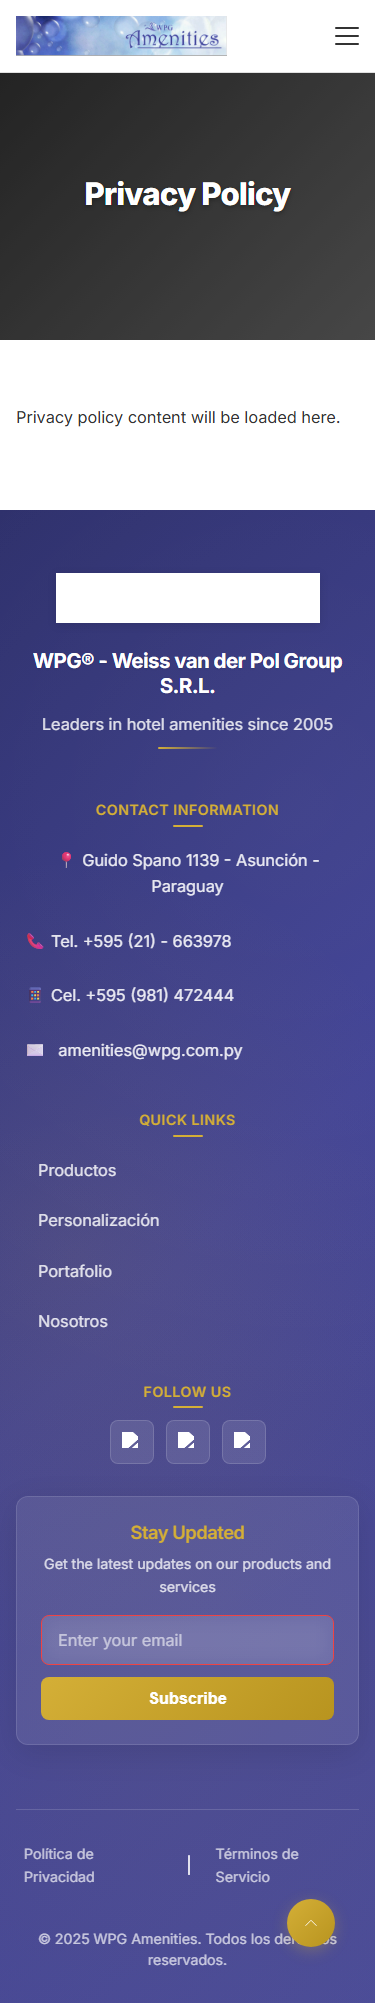 WPG
Amenities
Privacy Policy
Privacy policy content will be loaded here.
WPG® - Weiss van der Pol Group
S.R.L.
Leaders in hotel amenities since 2005
CONTACT INFORMATION
Guido Spano 1139 - Asunción -
Paraguay
Tel. +595 (21) - 663978
Cel. +595 (981) 472444
amenities@wpg.com.py
QUICK LINKS
Productos
Personalización
Portafolio
Nosotros
FOLLOW US
Stay Updated
Get the latest updates on our products and
services
Enter your email
Subscribe
Política de
Privacidad
|
Términos de
Servicio
© 2025 WPG Amenities. Todos los
reservados.